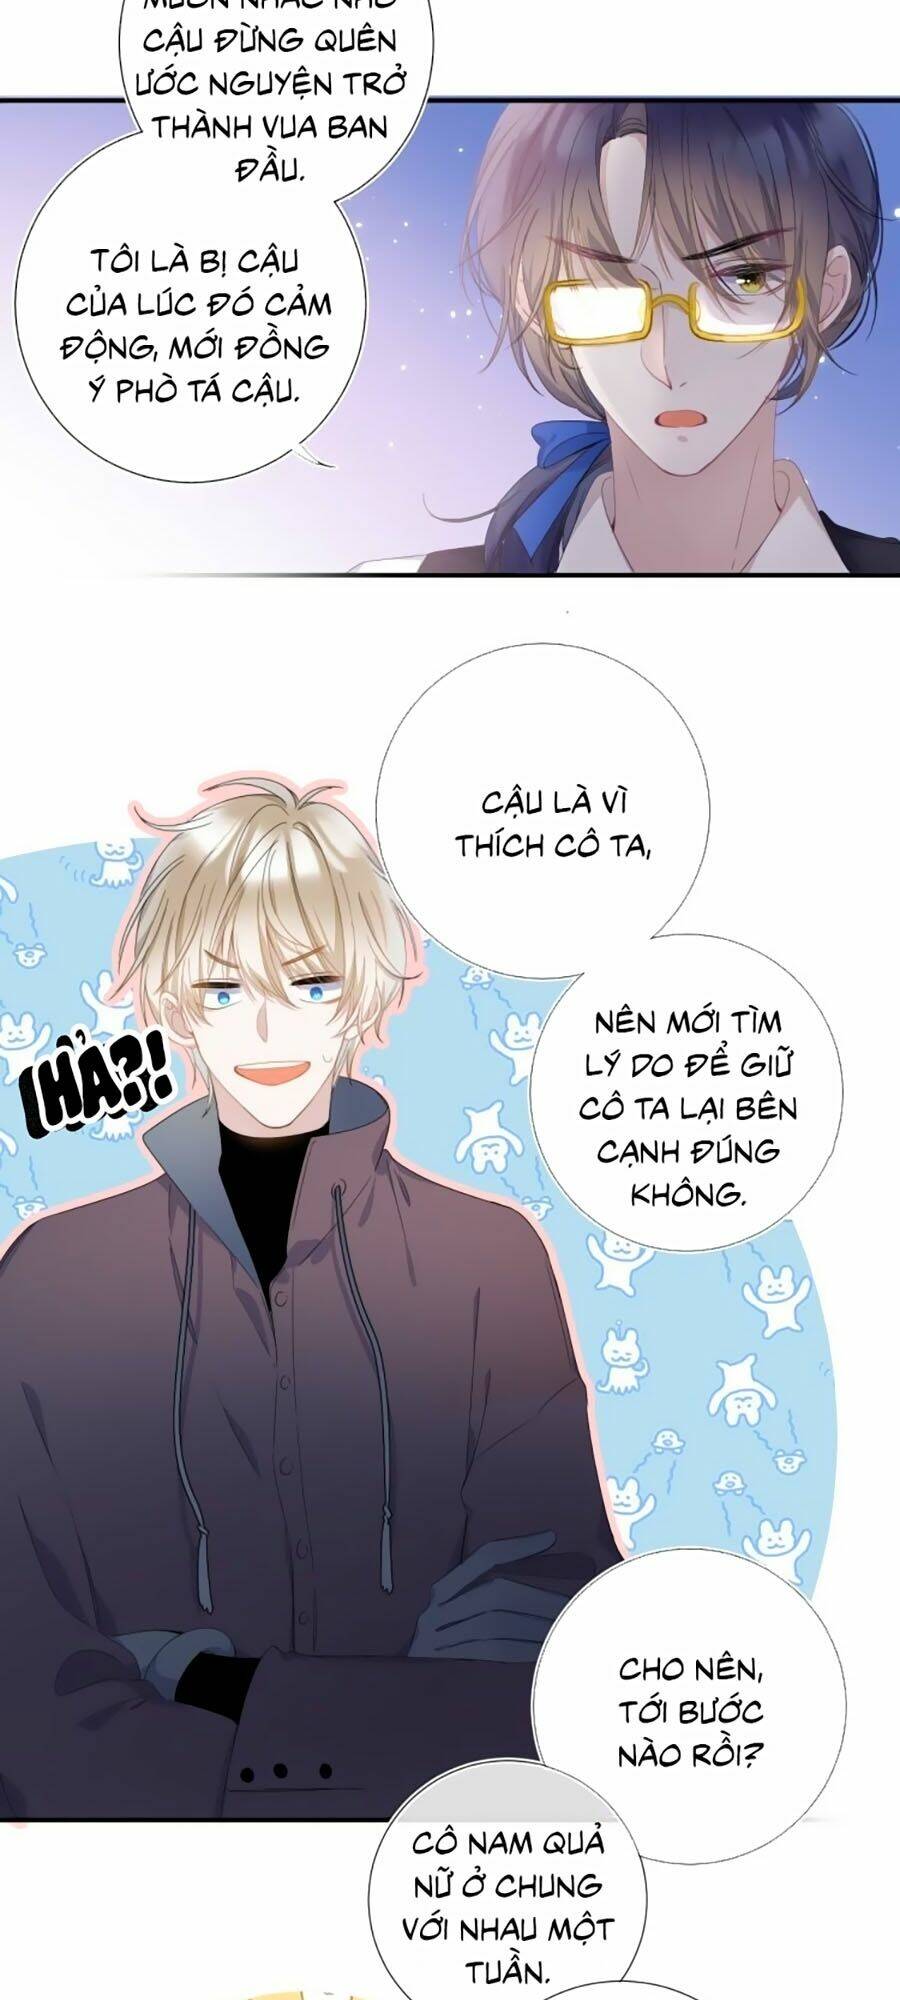 MUỐN NHẮC NHỞ
CẬU ĐỪNG QUÊN
ƯỚC NGUYỆN TRỞ
THÀNH VUA BAN
ĐẦU.
TÔI LÀ BỊ CẬU
CỦA LÚC ĐÓ CẢM
ĐỘNG, MỚI ĐỒNG
Ý PHÒ TÁ CẬU.
CẬU LÀ VÌ
THÍCH CÔ TA,
NÊN MỚI TÌM
LÝ DO ĐỂ GIỮ
CÔ TA LẠI BÊN
CẠNH ĐÚNG
KHÔNG.
HẢ?!
CHO NÊN,
TỚI BƯỚC
NÀO RỒI?
CÔ NAM QUẢ
NỮ Ở CHUNG
VỚI NHAU MỘT
TUẦN.